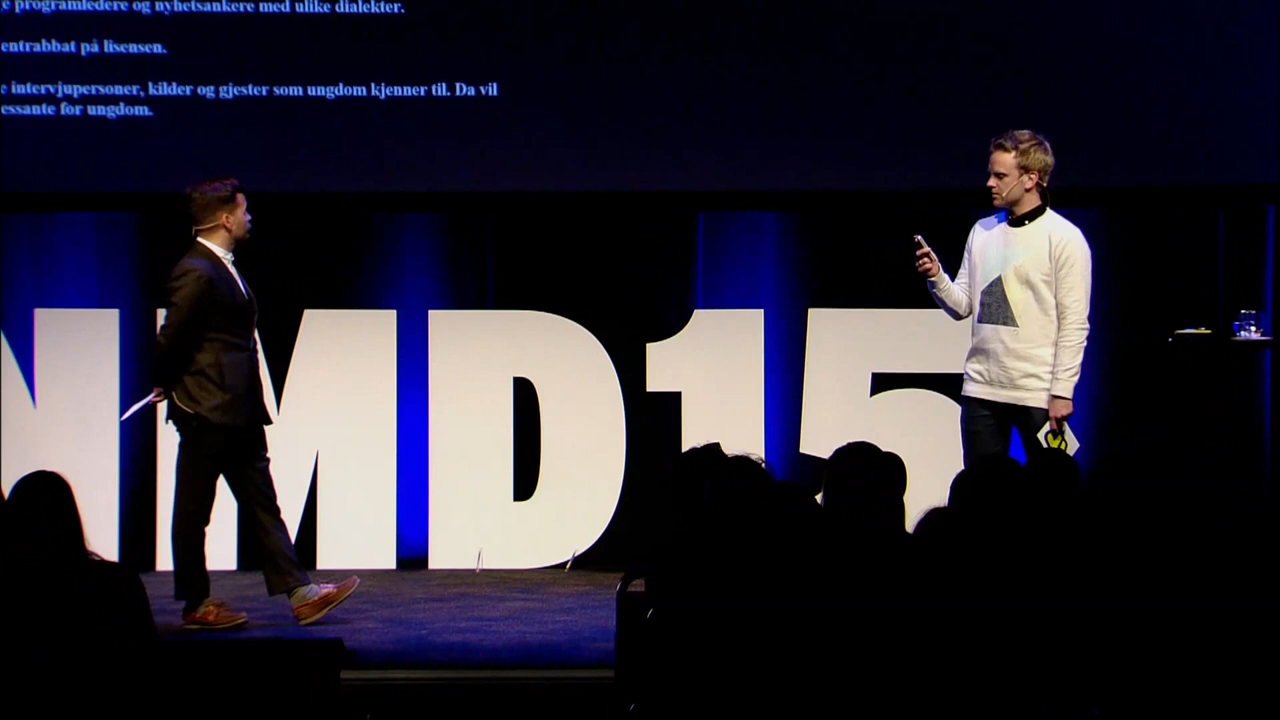 e programledere og nyhetsankere med ulike dialekter.
entrabbat på lisensen.
e intervjupersoner, kilder og gjester som ungdom kjenner til. Da vil
essante for ungdom.
NMD15